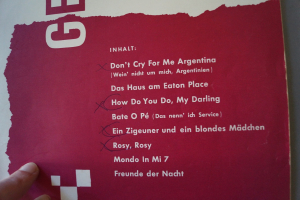 GE
INHALT:
Don't Cry For Me Argentina
(Wein' nicht um mich, Argentinien)
Das Haus am Eaton Place
How Do You Do, My Darling
Bate O Pé (Das nenn' ich Service)
Ein Zigeuner und ein blondes Mädchen
Rosy, Rosy
Mondo In Mi 7
Freunde der Nacht